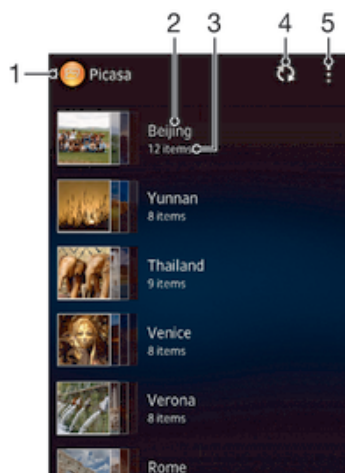 2 3 4 5
1 Picasa
Beijing
12 items
Yunnan
8 items
Thailand
9 items
Venice
8 items
Verona
8 items
Rome